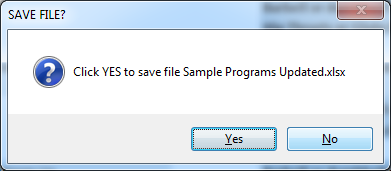 SAVE FILE?
Click YES to save file Sample Programs Updated.xlsx
Yes
No